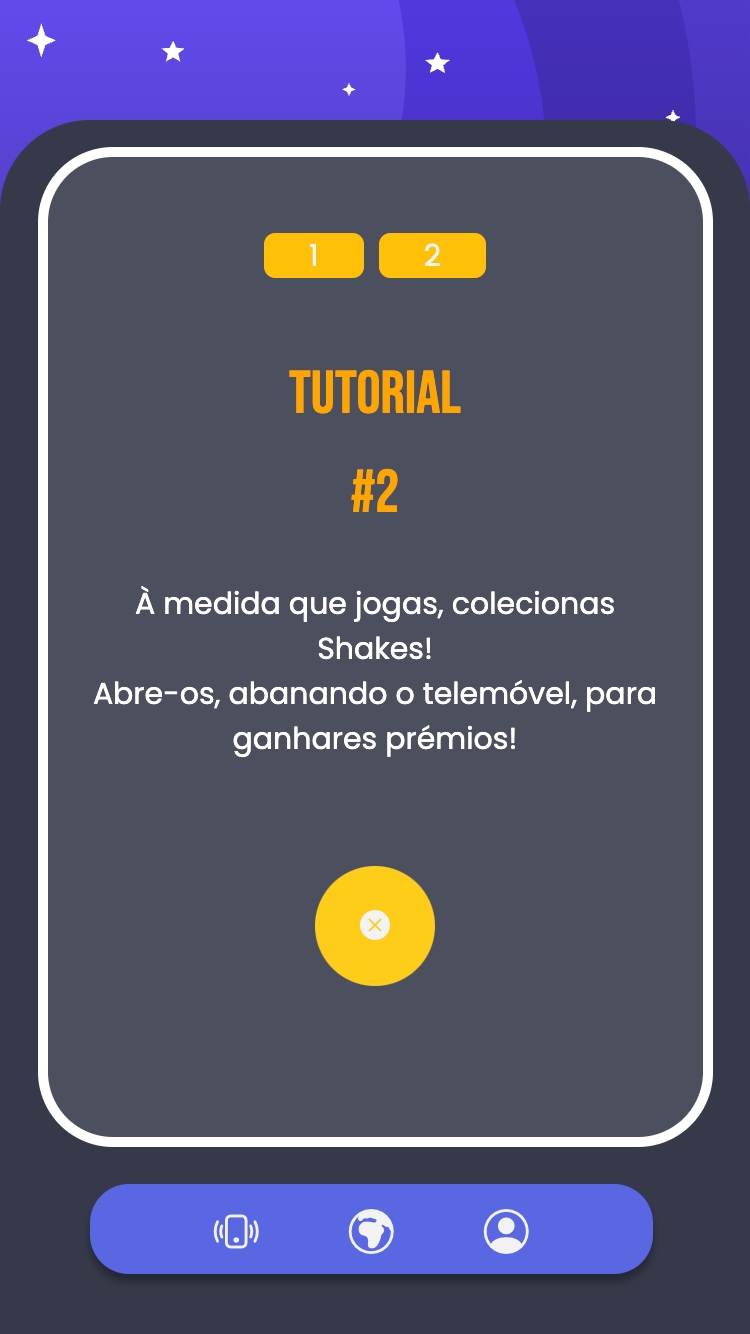 1 2
TUTORIAL
#2
À medida que jogas, colecionas
Shakes!
Abre-os, abanando o telemóvel, para
ganhares prémios!